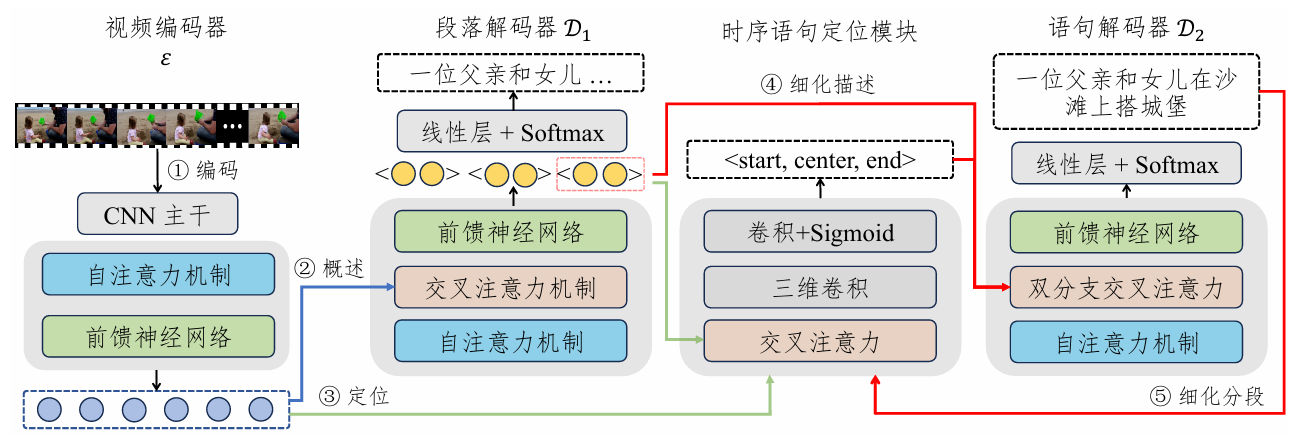 视频编码器
ε
① 编码
CNN 主干
自注意力机制
前馈神经网络
② 概述
③ 定位
段落解码器 𝒟1
一位父亲和女儿 …
线性层 + Softmax
< > < > < >
前馈神经网络
交叉注意力机制
自注意力机制
时序语句定位模块
④ 细化描述
<start, center, end>
卷积+Sigmoid
三维卷积
交叉注意力
语句解码器 𝒟2
一位父亲和女儿在沙
滩上搭城堡
线性层 + Softmax
前馈神经网络
双分支交叉注意力
自注意力机制
⑤ 细化分段